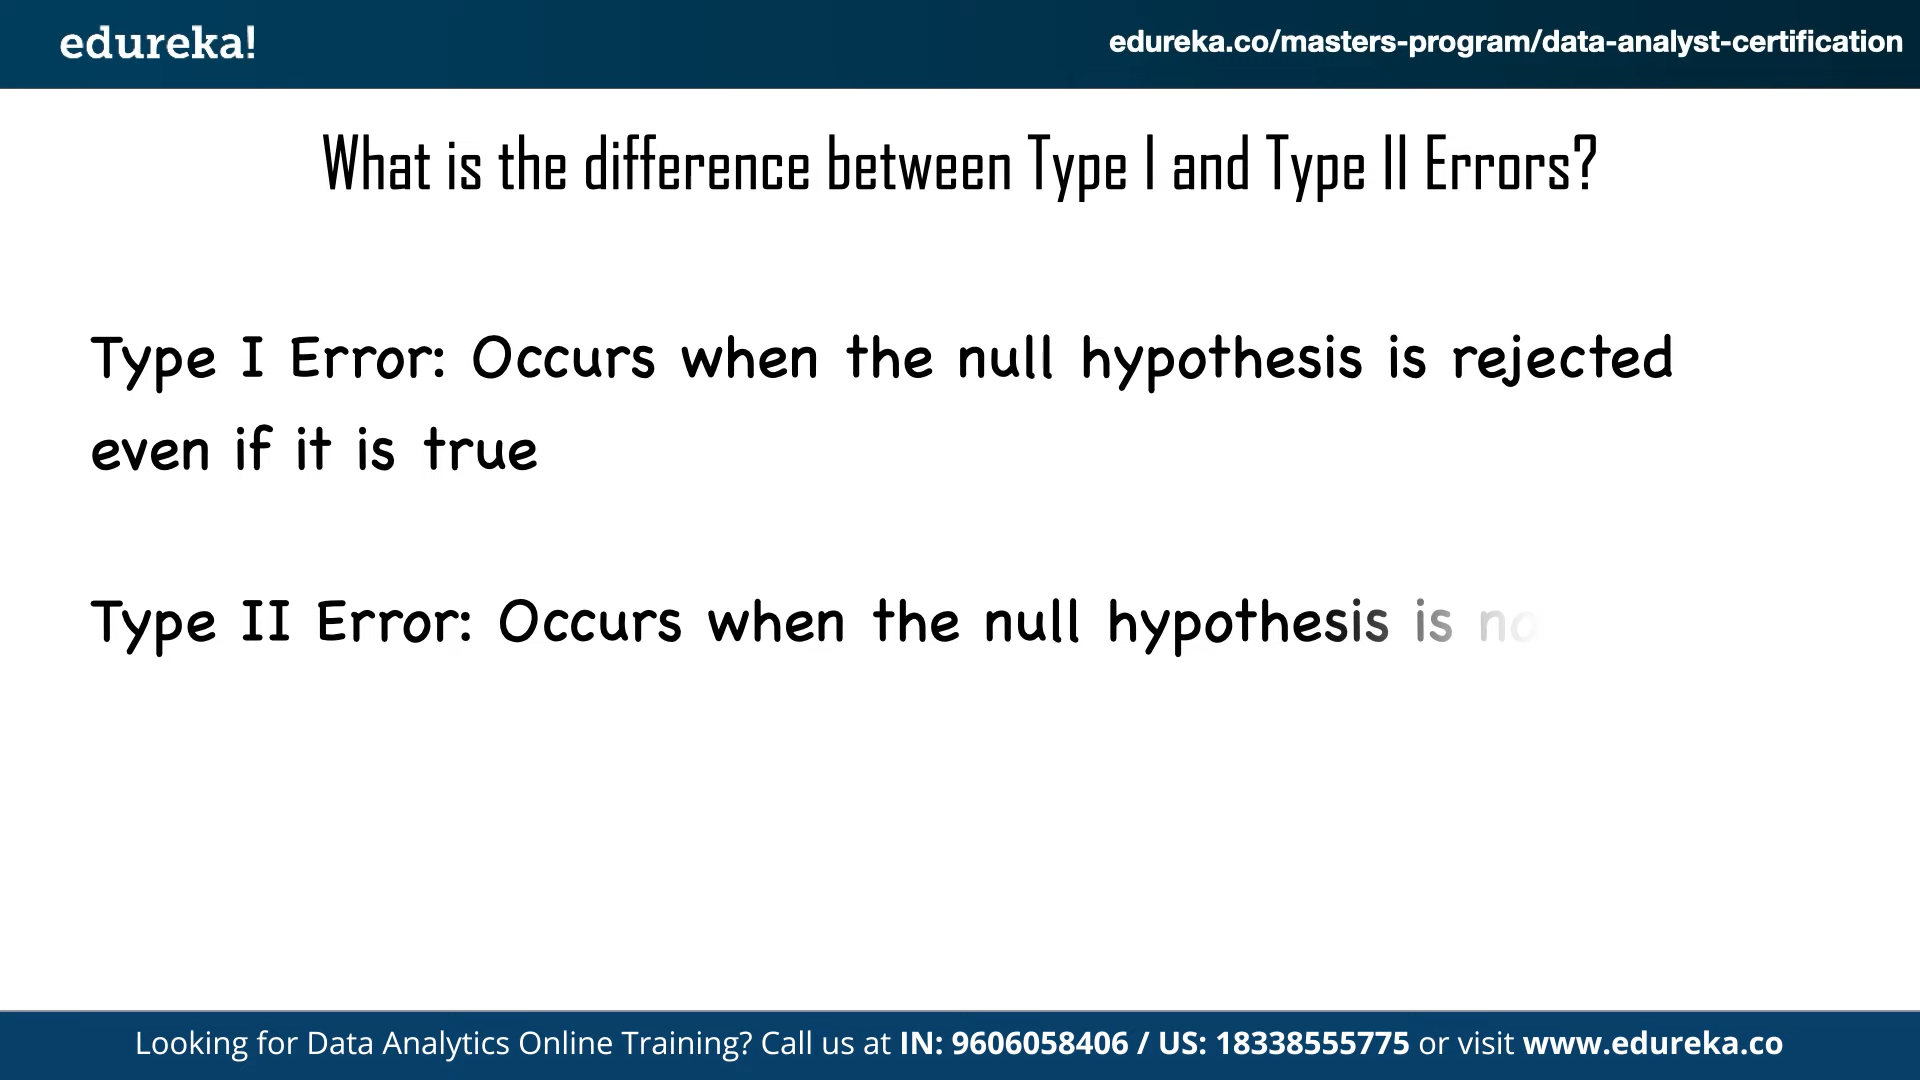 edureka!
edureka.co/masters-program/data-analyst-certification
What is the difference between Type I and Type II Errors?
Type I Error: Occurs when the null hypothesis is rejected
even if it is true
Type II Error: Occurs when the null hypothesis is no
Looking for Data Analytics Online Training? Call us at IN: 9606058406 / US: 18338555775 or visit www.edureka.co